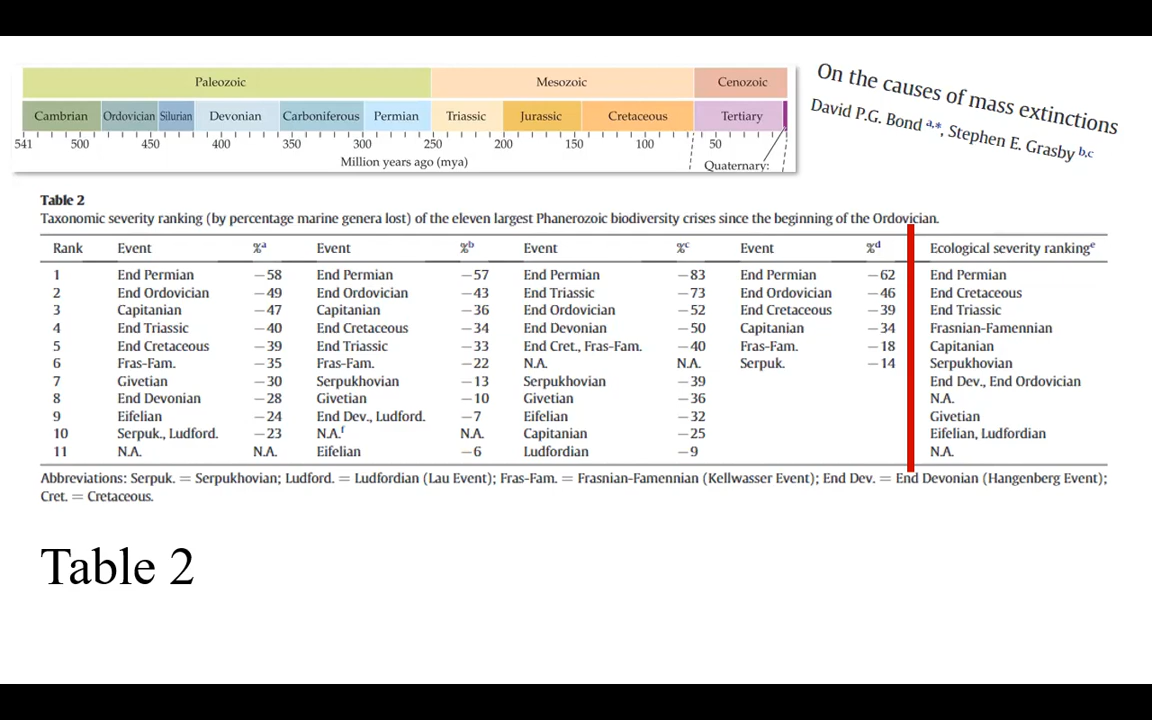 Paleozoic Mesozoic Cenozoic
Cambrian Ordovician Silurian Devonian Carboniferous Permian Triassic Jurassic Cretaceous Tertiary
541 500 450 400 350 300 250 200 150 100 50
Million years ago (mya)
Quaternary:
On the causes of mass extinctions
David P.G. Bond a,*, Stephen E. Grasby b,c
Table 2
Taxonomic severity ranking (by percentage marine genera lost) of the eleven largest Phanerozoic biodiversity crises since the beginning of the Ordovician.
Rank Event %a Event %b Event %c Event %d Ecological severity rankinge
1 End Permian −58 End Permian −57 End Permian −83 End Permian −62 End Permian
2 End Ordovician −49 End Ordovician −43 End Triassic −73 End Ordovician −46 End Cretaceous
3 Capitanian −47 Capitanian −36 End Ordovician −52 End Cretaceous −39 End Triassic
4 End Triassic −40 End Cretaceous −34 End Devonian −50 Capitanian −34 Frasnian-Famennian
5 End Cretaceous −39 End Triassic −33 End Cret., Fras-Fam. −40 Fras-Fam. −18 Capitanian
6 Fras-Fam. −35 Fras-Fam. −22 N.A. N.A. Serpuk. −14 Serpukhovian
7 Givetian −30 Serpukhovian −13 Serpukhovian −39 End Dev., End Ordovician
8 End Devonian −28 Givetian −10 Givetian −36 N.A.
9 Eifelian −24 End Dev., Ludford. −7 Eifelian −32 Givetian
10 Serpuk., Ludford. −23 N.A.f N.A. Capitanian −25 Eifelian, Ludfordian
11 N.A. N.A. Eifelian −6 Ludfordian −9 N.A.
Abbreviations: Serpuk. = Serpukhovian; Ludford. = Ludfordian (Lau Event); Fras-Fam. = Frasnian-Famennian (Kellwasser Event); End Dev. = End Devonian (Hangenberg Event);
Cret. = Cretaceous.
Table 2